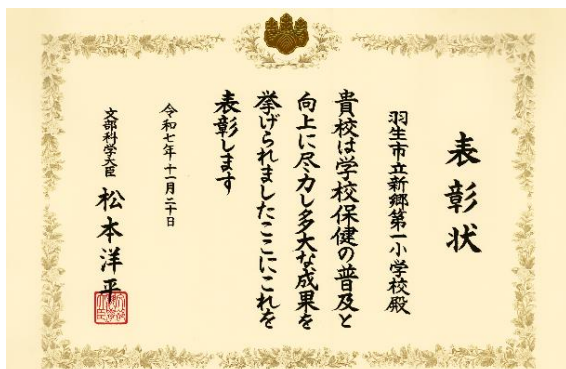 表彰状
羽生市立新郷第一小学校殿
貴校は学校保健の普及と
向上に尽力し多大な成果を
挙げられましたここにこれを
表彰します
令和七年十一月二十日
文部科学大臣 松本洋平